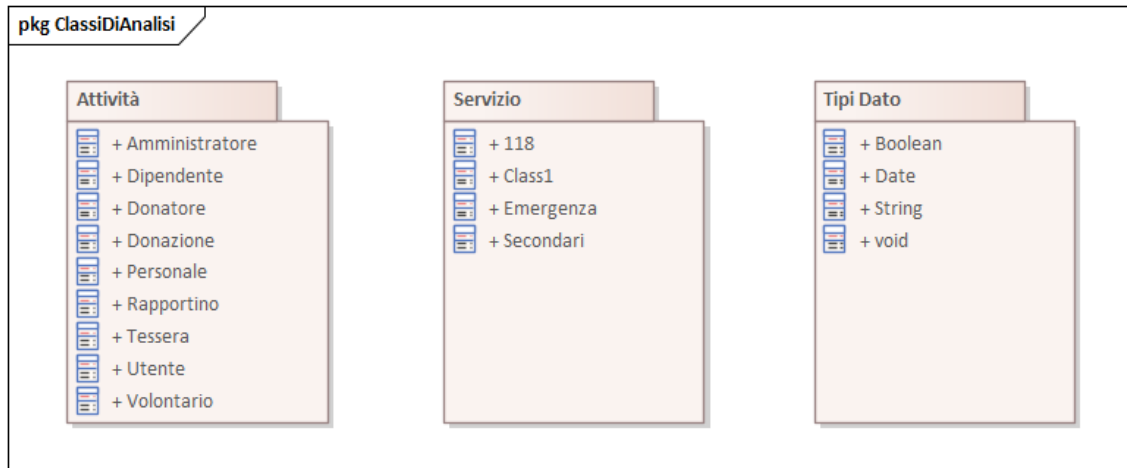 pkg ClassiDiAnalisi
Attività
+ Amministratore
+ Dipendente
+ Donatore
+ Donazione
+ Personale
+ Rapportino
+ Tessera
+ Utente
+ Volontario
Servizio
+ 118
+ Class1
+ Emergenza
+ Secondari
Tipi Dato
+ Boolean
+ Date
+ String
+ void